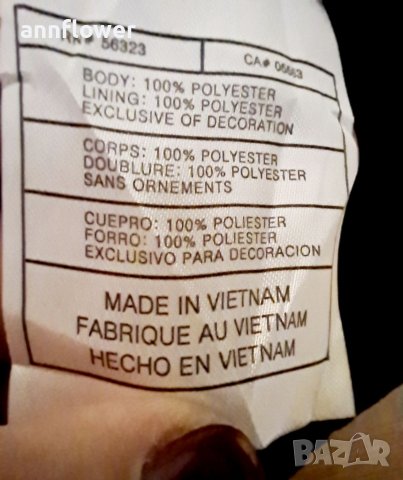 annflower
RN# 56323
CA# 05683
BODY: 100% POLYESTER
LINING: 100% POLYESTER
EXCLUSIVE OF DECORATION
CORPS: 100% POLYESTER
DOUBLURE: 100% POLYESTER
SANS ORNEMENTS
CUEPRO: 100% POLIESTER
FORRO: 100% POLIESTER
EXCLUSIVO PARA DECORACION
MADE IN VIETNAM
FABRIQUE AU VIETNAM
HECHO EN VIETNAM
BAZAR